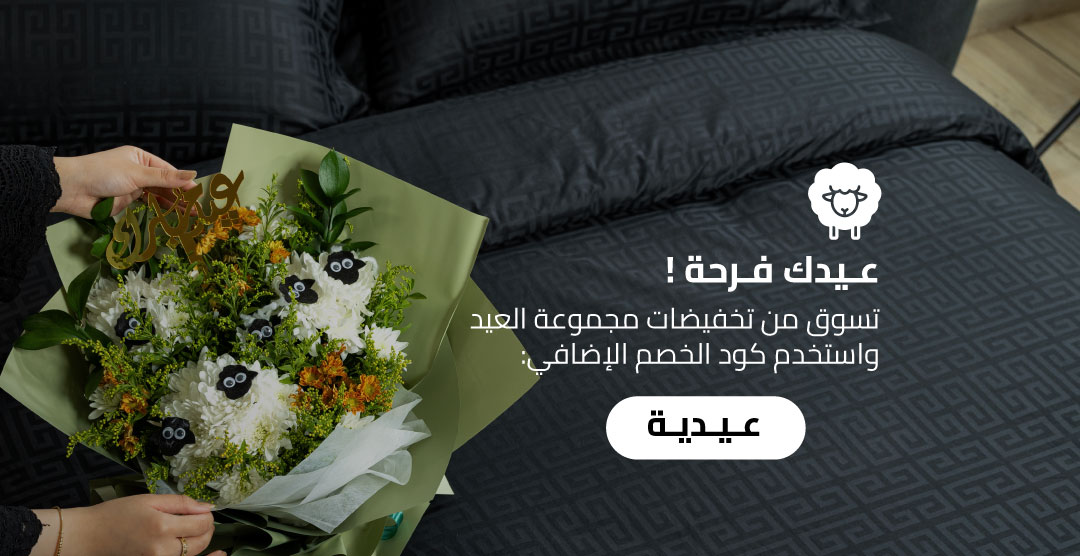 عيدك فرحة !
تسوق من تخفيضات مجموعة العيد
واستخدم كود الخصم الإضافي:
عيدية